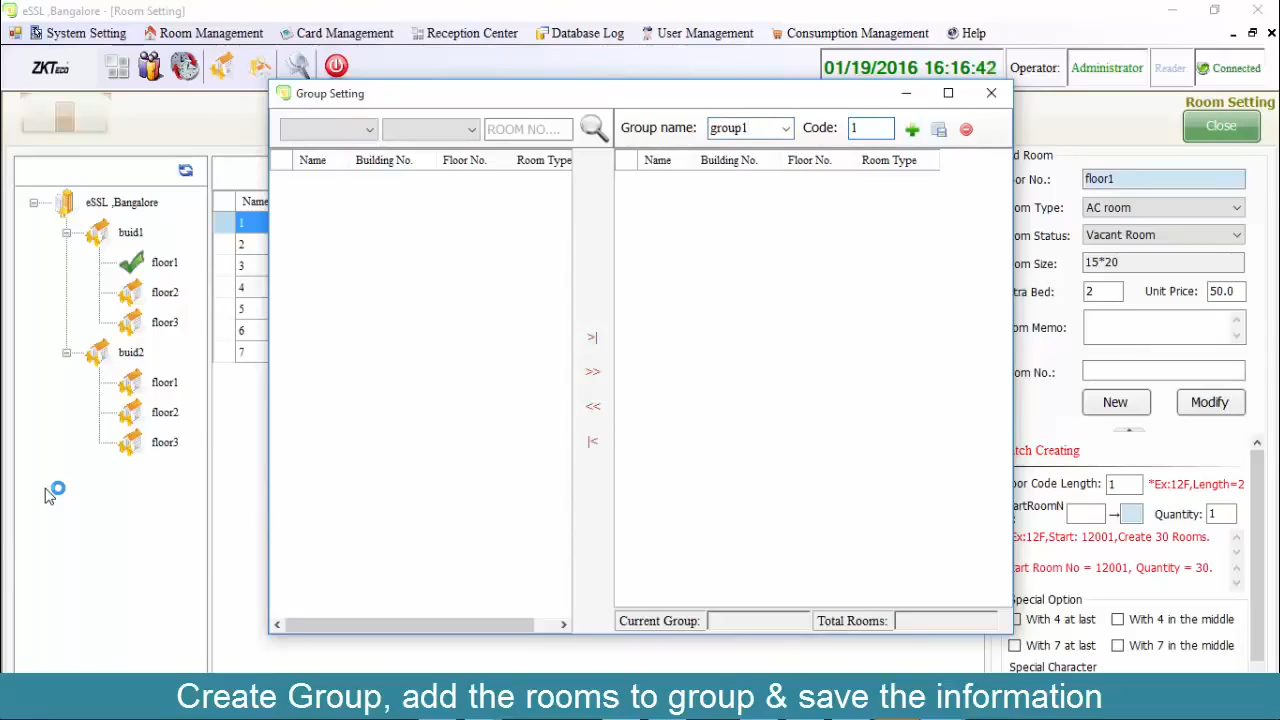 eSSL ,Bangalore - [Room Setting]
System Setting Room Management Card Management Reception Center Database Log User Management Consumption Management Help
ZKTeco 01/19/2016 16:16:42 Operator: Administrator Reader: Connected
Room Setting
Close
Group Setting
ROOM NO.... Group name: group1 Code: 1
Name Building No. Floor No. Room Type
Name Building No. Floor No. Room Type
>|
>>
<<
|<
Current Group: Total Rooms:
eSSL ,Bangalore
buid1
floor1
floor2
floor3
buid2
floor1
floor2
floor3
Name
1
2
3
4
5
6
7
d Room
or No.: floor1
om Type: AC room
om Status: Vacant Room
om Size: 15*20
tra Bed: 2 Unit Price: 50.0
om Memo:
om No.:
New Modify
tch Creating
oor Code Length: 1 *Ex:12F,Length=2
artRoomN
: → Quantity: 1
Ex:12F,Start: 12001,Create 30 Rooms.
art Room No = 12001, Quantity = 30.
Special Option
With 4 at last With 4 in the middle
With 7 at last With 7 in the middle
Special Character
Create Group, add the rooms to group & save the information